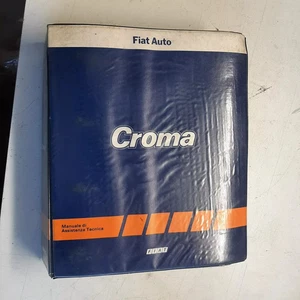 Fiat Auto
Croma
Manuale di
Assistenza Tecnica
FIAT